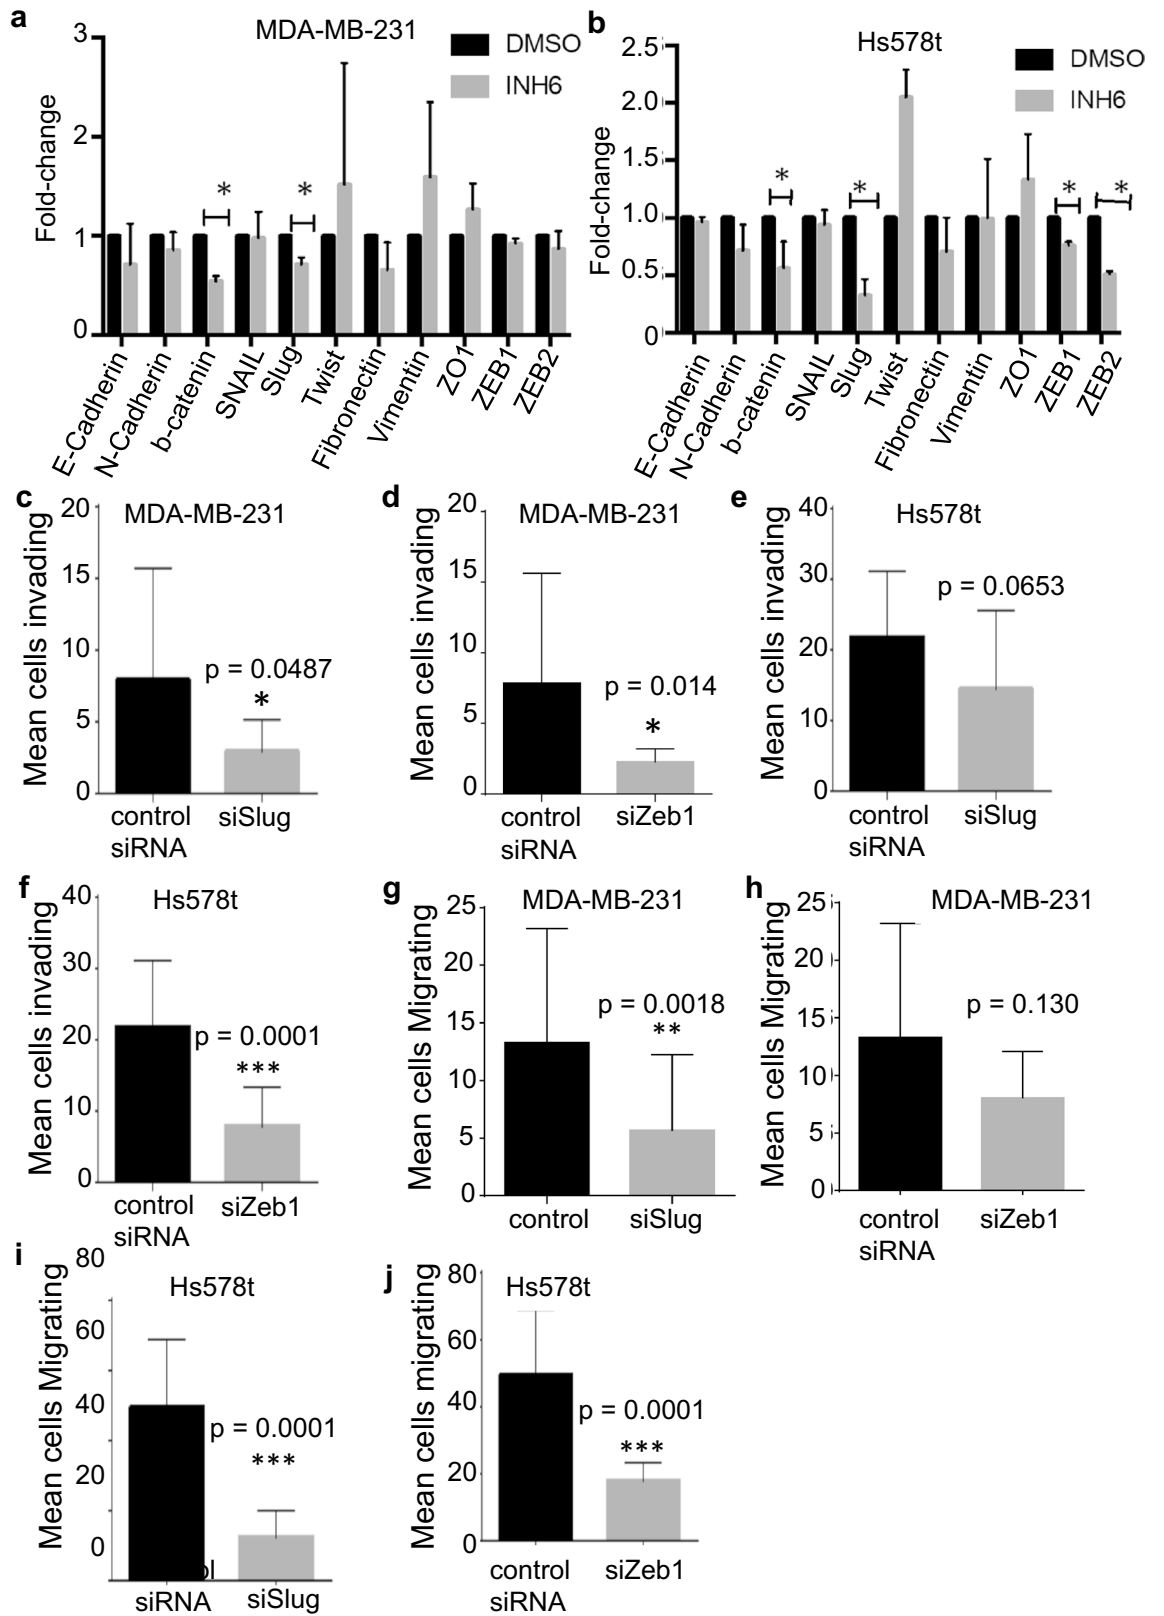 a
MDA-MB-231
DMSO
INH6
Fold-change
3
2
1
0
*
*
E-Cadherin
N-Cadherin
b-catenin
SNAIL
Slug
Twist
Fibronectin
Vimentin
ZO1
ZEB1
ZEB2
b
Hs578t
DMSO
INH6
Fold-change
2.5
2.0
1.5
1.0
0.5
0
*
*
*
*
E-Cadherin
N-Cadherin
b-catenin
SNAIL
Slug
Twist
Fibronectin
Vimentin
ZO1
ZEB1
ZEB2
c
MDA-MB-231
Mean cells invading
20
15
10
5
0
p = 0.0487
*
control
siRNA
siSlug
d
MDA-MB-231
Mean cells invading
20
15
10
5
0
p = 0.014
*
control
siRNA
siZeb1
e
Hs578t
Mean cells invading
40
30
20
10
0
p = 0.0653
control
siRNA
siSlug
f
Hs578t
Mean cells invading
40
30
20
10
0
p = 0.0001
***
control
siRNA
siZeb1
g
MDA-MB-231
Mean cells Migrating
25
20
15
10
5
0
p = 0.0018
**
control
siSlug
h
MDA-MB-231
Mean cells Migrating
25
20
15
10
5
0
p = 0.130
control
siRNA
siZeb1
i
Hs578t
Mean cells Migrating
80
60
40
20
0
p = 0.0001
***
siRNA
siSlug
j
Hs578t
Mean cells migrating
80
60
40
20
0
p = 0.0001
***
control
siRNA
siZeb1